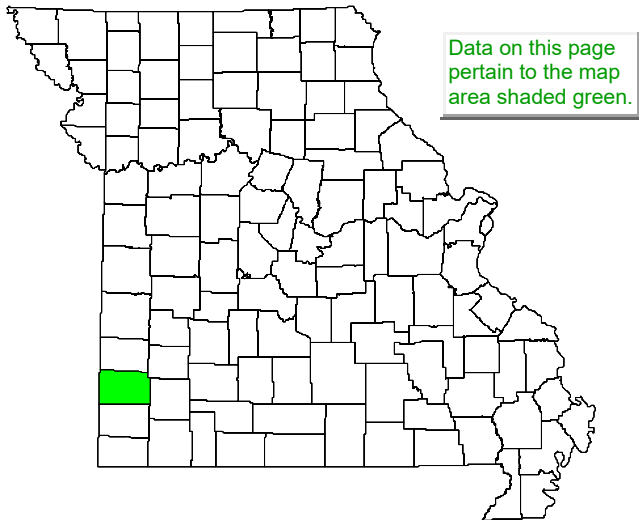 Data on this page
pertain to the map
area shaded green.